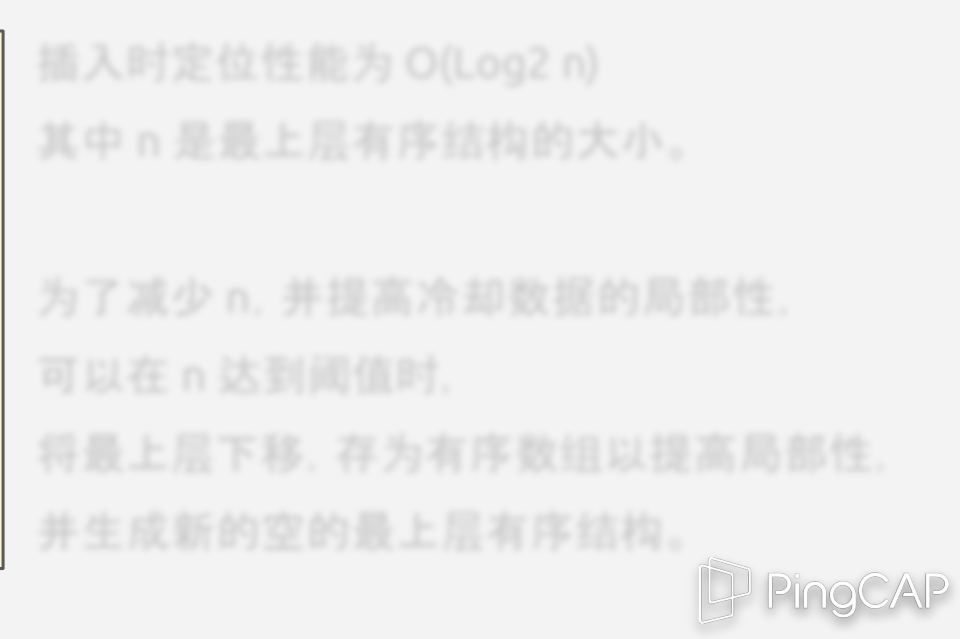 插入时定位性能为 O(Log2 n)
其中 n 是最上层有序结构的大小。
为了减少 n, 并提高冷却数据的局部性,
可以在 n 达到阈值时,
将最上层下移, 存为有序数组以提高局部性,
并生成新的空的最上层有序结构。
PingCAP